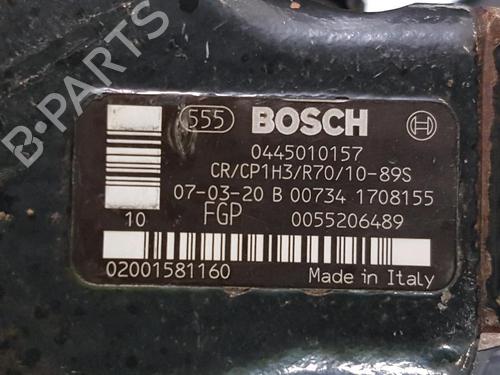 B-PARTS
555 BOSCH
0445010157
CR/CP1H3/R70/10-89S
07-03-20 B 00734 1708155
10 FGP 0055206489
02001581160 Made in Italy